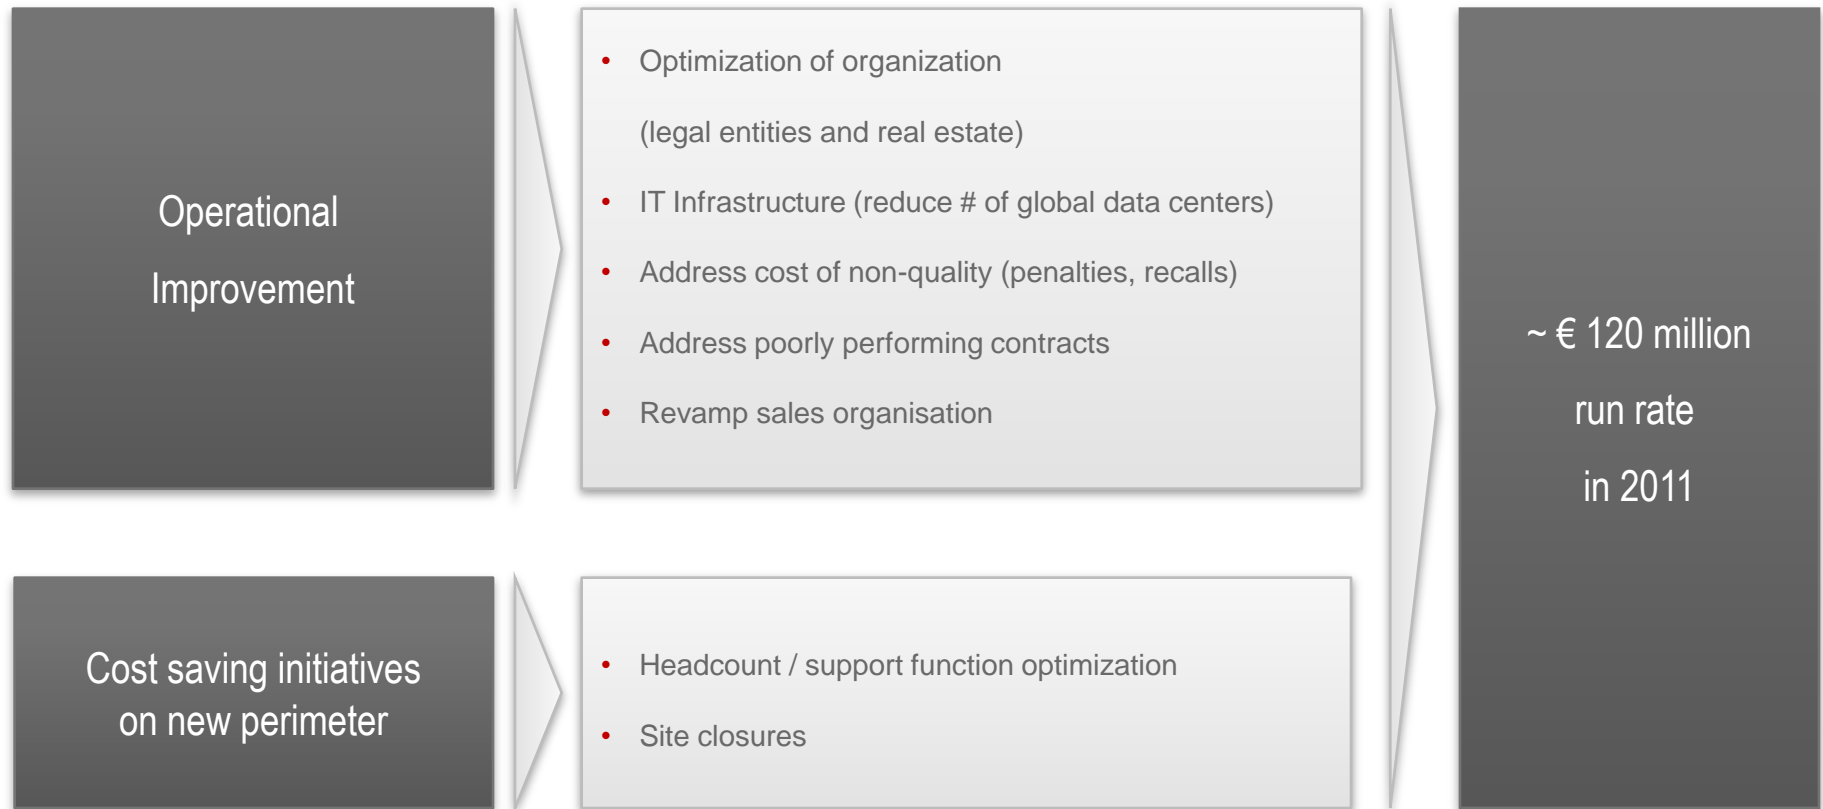 Operational
Improvement
• Optimization of organization
(legal entities and real estate)
• IT Infrastructure (reduce # of global data centers)
• Address cost of non-quality (penalties, recalls)
• Address poorly performing contracts
• Revamp sales organisation
Cost saving initiatives
on new perimeter
• Headcount / support function optimization
• Site closures
~ € 120 million
run rate
in 2011